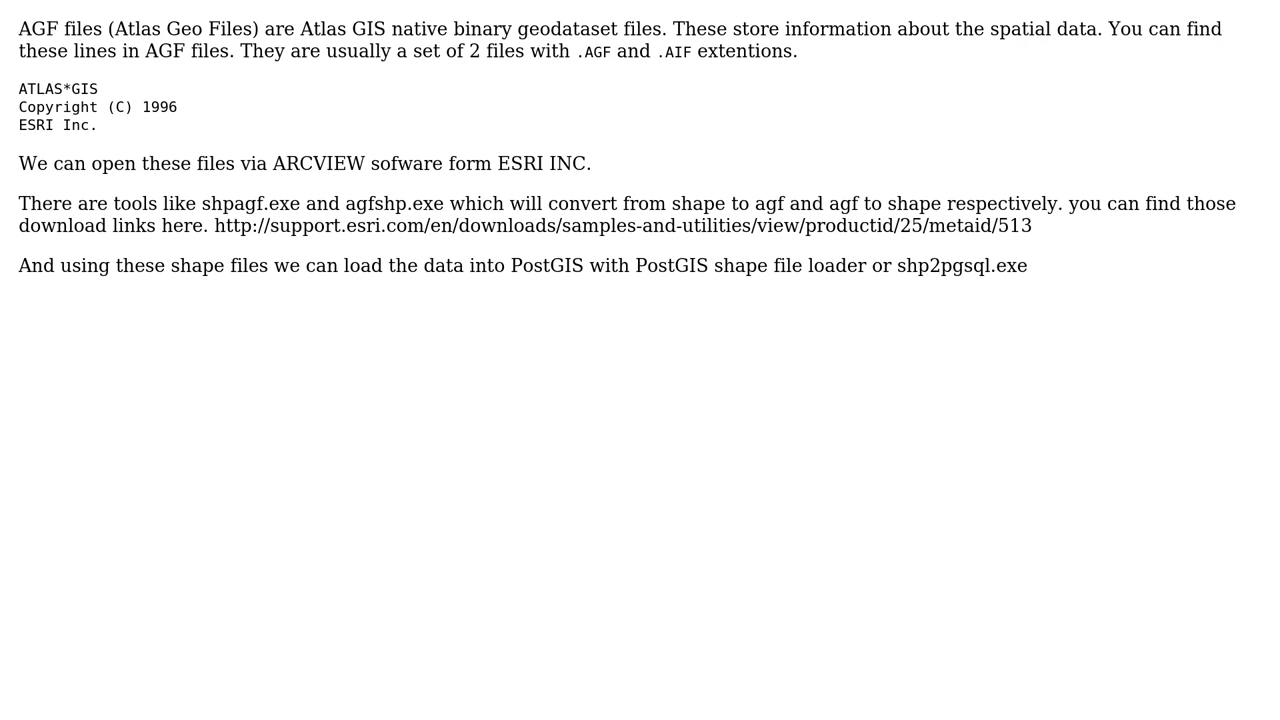 AGF files (Atlas Geo Files) are Atlas GIS native binary geodataset files. These store information about the spatial data. You can find
these lines in AGF files. They are usually a set of 2 files with .AGF and .AIF extentions.
ATLAS*GIS
Copyright (C) 1996
ESRI Inc.
We can open these files via ARCVIEW sofware form ESRI INC.
There are tools like shpagf.exe and agfshp.exe which will convert from shape to agf and agf to shape respectively. you can find those
download links here. http://support.esri.com/en/downloads/samples-and-utilities/view/productid/25/metaid/513
And using these shape files we can load the data into PostGIS with PostGIS shape file loader or shp2pgsql.exe